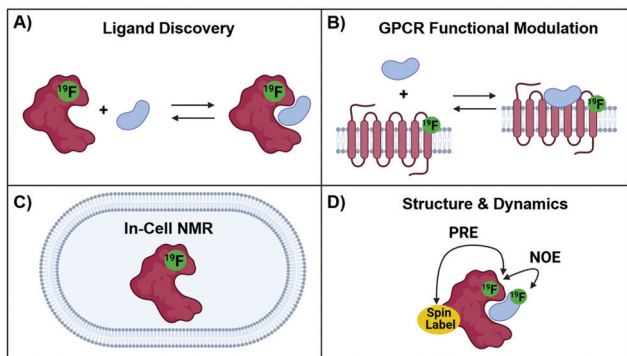 A) Ligand Discovery
19F
+
19F
B) GPCR Functional Modulation
+
19F
19F
C)
In-Cell NMR
19F
D) Structure & Dynamics
PRE
NOE
19F
19F
Spin
Label